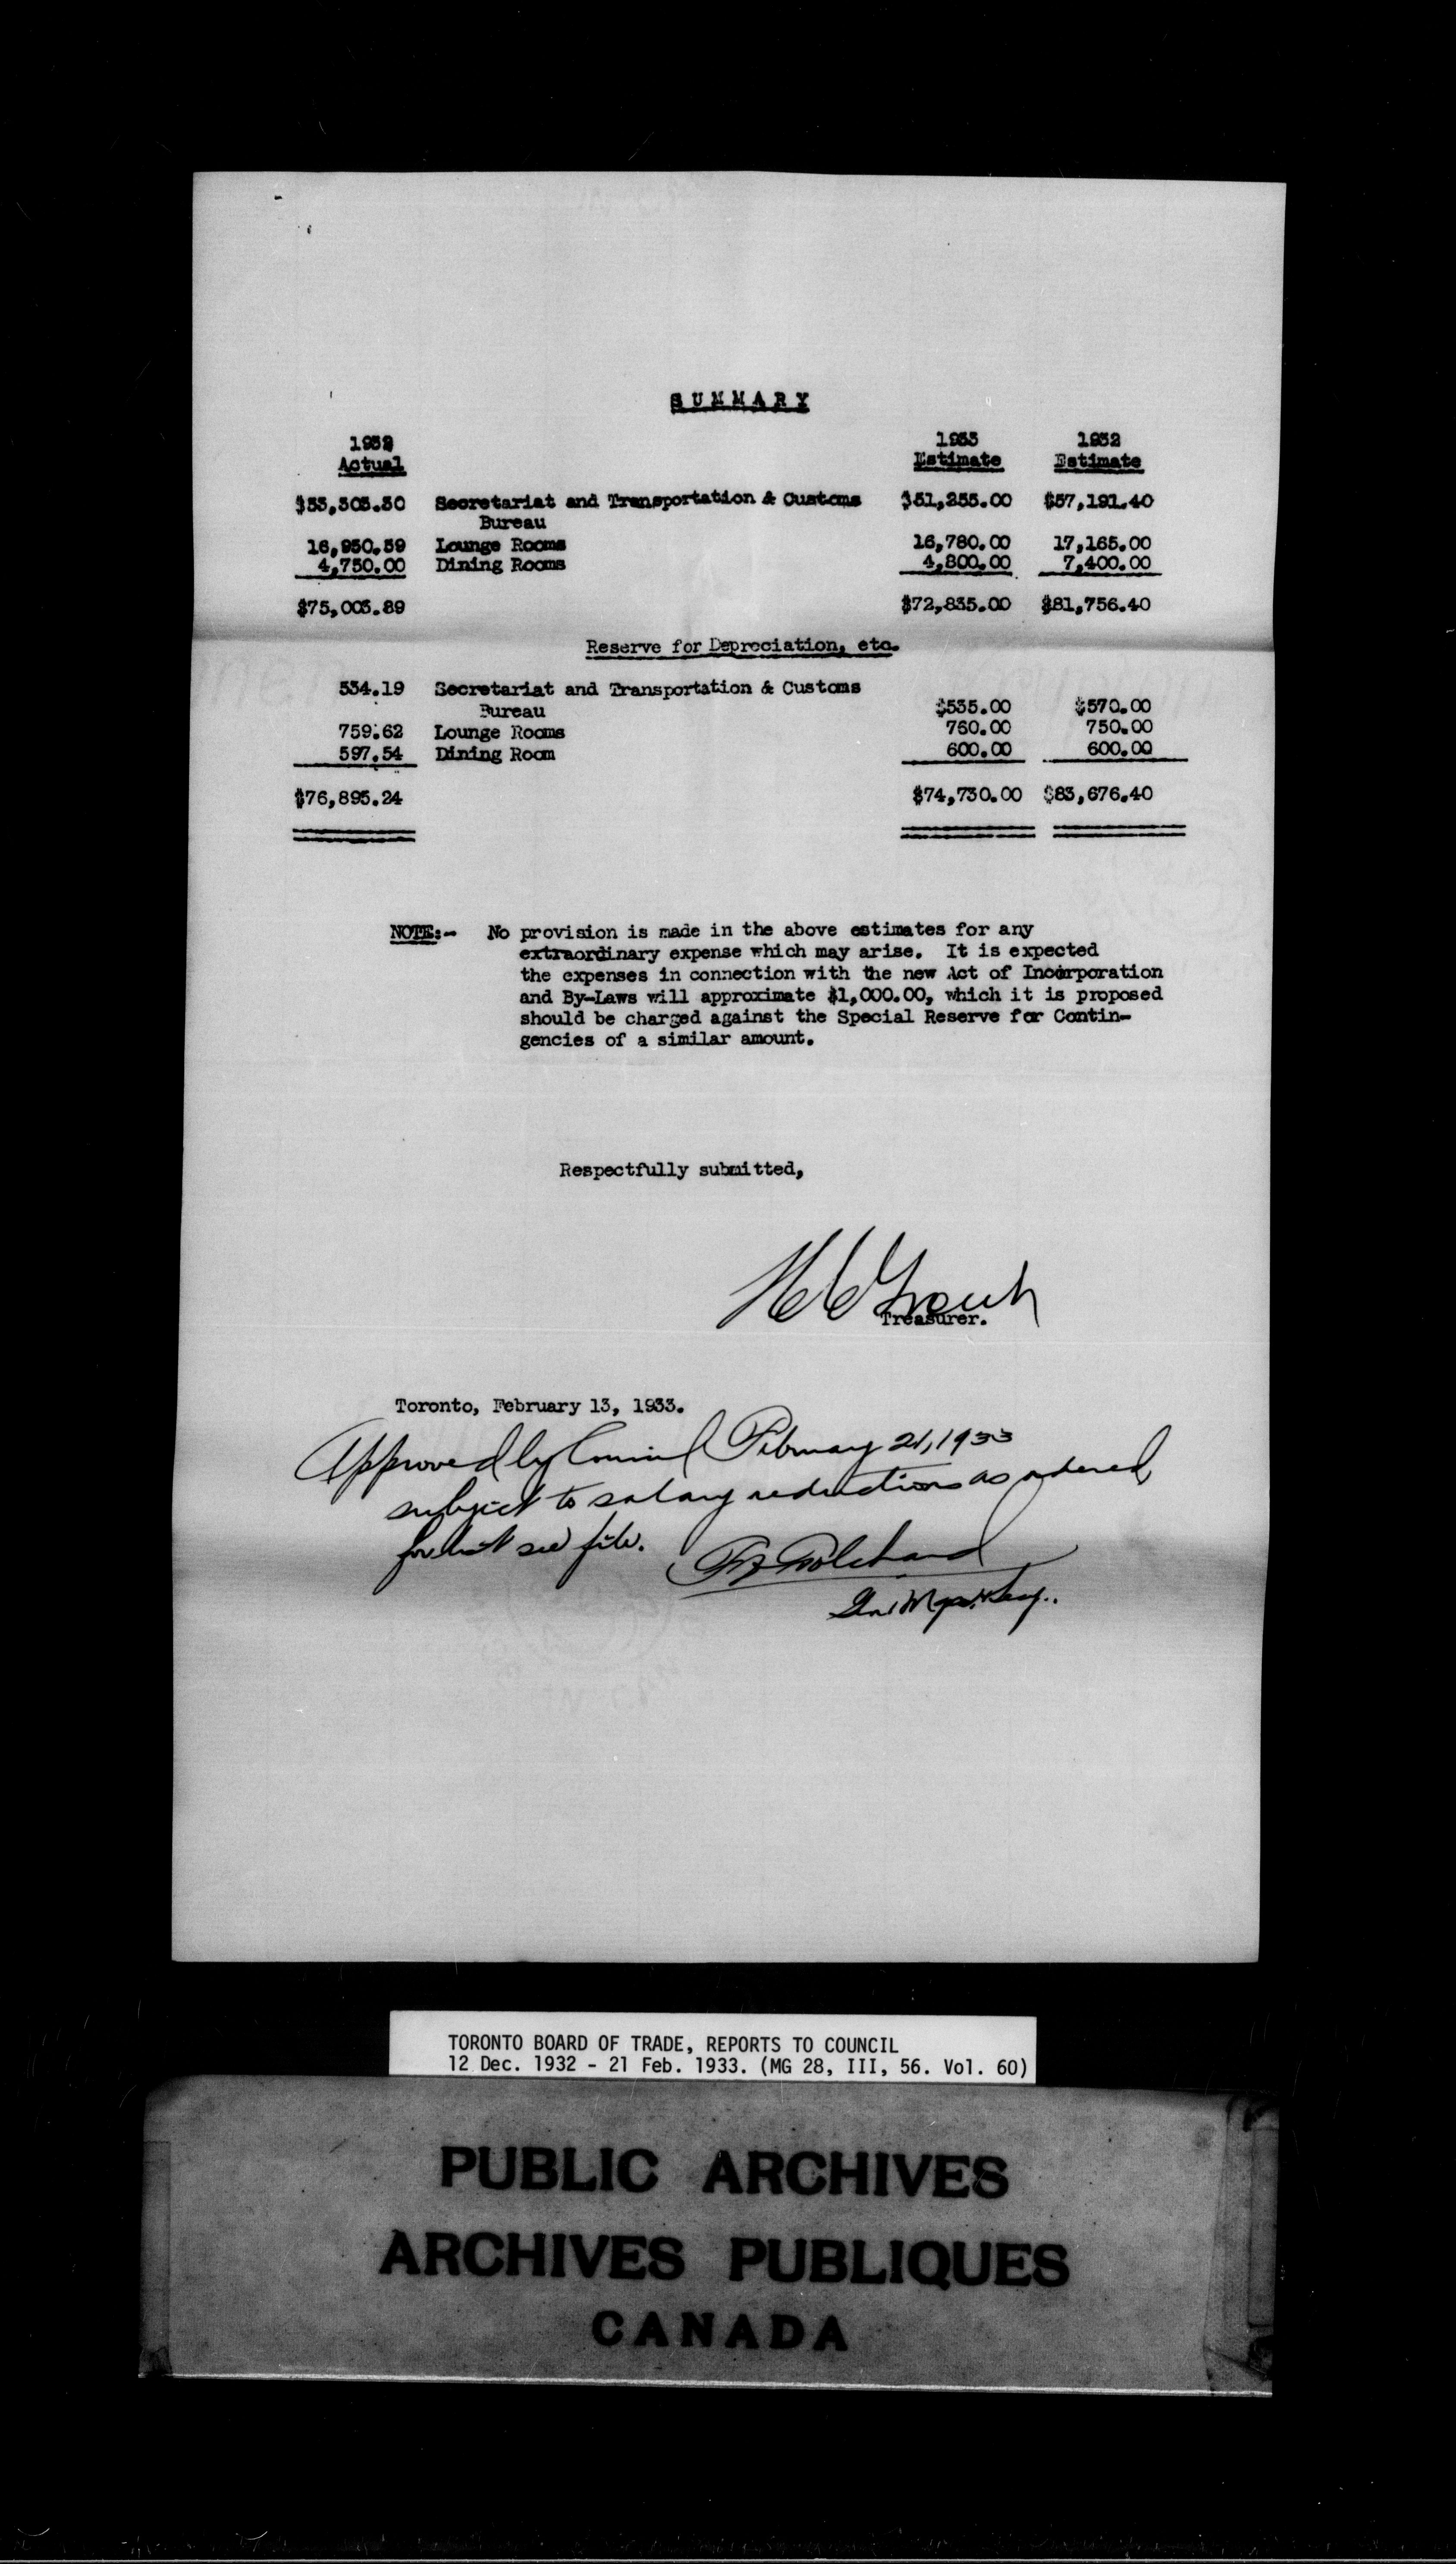 SUMMARY
1932 1933 1932
Actual Estimate Estimate
$53,303.30 Secretariat and Transportation & Customs $51,255.00 $57,191.40
Bureau
16,950.59 Lounge Rooms 16,780.00 17,165.00
4,750.00 Dining Rooms 4,800.00 7,400.00
$75,003.89 $72,835.00 $81,756.40
Reserve for Depreciation, etc.
534.19 Secretariat and Transportation & Customs
Bureau $535.00 $570.00
759.62 Lounge Rooms 760.00 750.00
597.54 Dining Room 600.00 600.00
$76,895.24 $74,730.00 $83,676.40
NOTE:- No provision is made in the above estimates for any
extraordinary expense which may arise. It is expected
the expenses in connection with the new Act of Incorporation
and By-Laws will approximate $1,000.00, which it is proposed
should be charged against the Special Reserve for Contin-
gencies of a similar amount.
Respectfully submitted,
Treasurer.
Toronto, February 13, 1933.
Approved by Council February 21, 1933
subject to salary reductions as ordered
for list see file. Tolchard
Gnl Mgr & Secy.
TORONTO BOARD OF TRADE, REPORTS TO COUNCIL
12 Dec. 1932 - 21 Feb. 1933. (MG 28, III, 56. Vol. 60)
PUBLIC ARCHIVES
ARCHIVES PUBLIQUES
CANADA